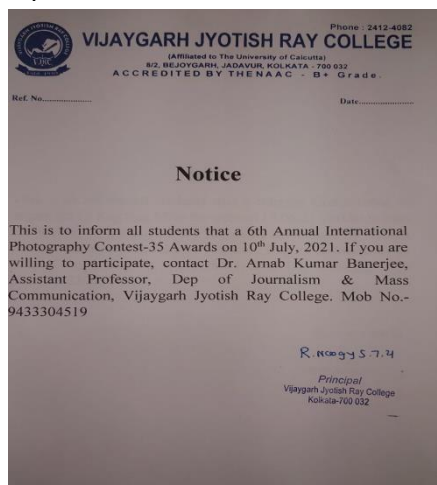 Phone : 2412-4082
VIJAYGARH JYOTISH RAY COLLEGE
(Affiliated to The University of Calcutta)
8/2, BEJOYGARH, JADAVUR, KOLKATA - 700 032
ACCREDITED BY THENAAC - B+ Grade.
Ref. No....................
Date......................
Notice
This is to inform all students that a 6th Annual International
Photography Contest-35 Awards on 10th July, 2021. If you are
willing to participate, contact Dr. Arnab Kumar Banerjee,
Assistant Professor, Dep of Journalism & Mass
Communication, Vijaygarh Jyotish Ray College. Mob No.-
9433304519
Principal
Vijaygarh Jyotish Ray College
Kolkata-700 032